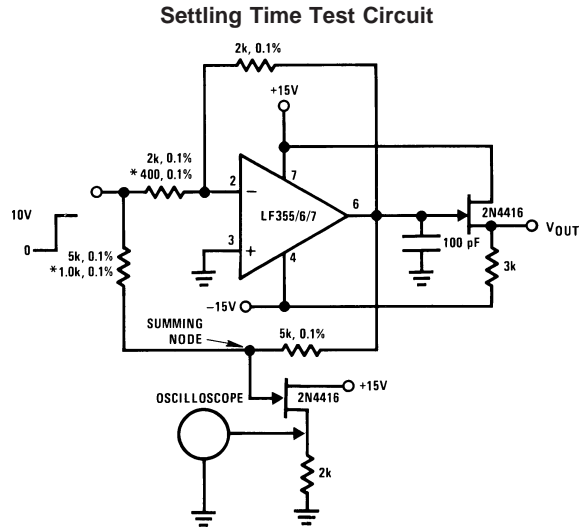 Settling Time Test Circuit
2k, 0.1%
+15V
2k, 0.1%
* 400, 0.1%
2
7
6
LF355/6/7
2N4416
VOUT
10V
0
3
4
100 pF
5k, 0.1%
*1.0k, 0.1%
3k
−15V
SUMMING
NODE
5k, 0.1%
+15V
OSCILLOSCOPE
2N4416
2k